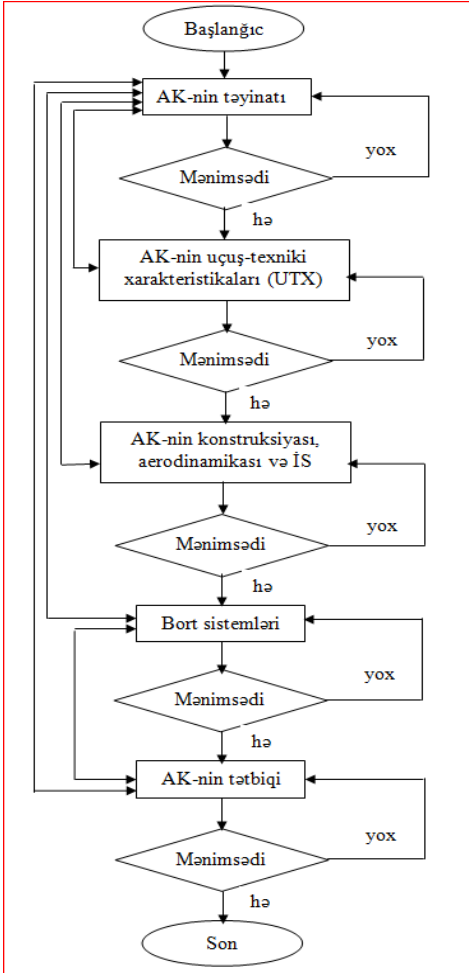 Başlanğıc
AK-nin təyinatı
yox
Mənimsədi
hə
AK-nin uçuş-texniki
xarakteristikaları (UTX)
yox
Mənimsədi
hə
AK-nin konstruksiyası,
aerodinamikası və İS
yox
Mənimsədi
hə
Bort sistemləri
yox
Mənimsədi
hə
AK-nin tətbiqi
yox
Mənimsədi
hə
Son